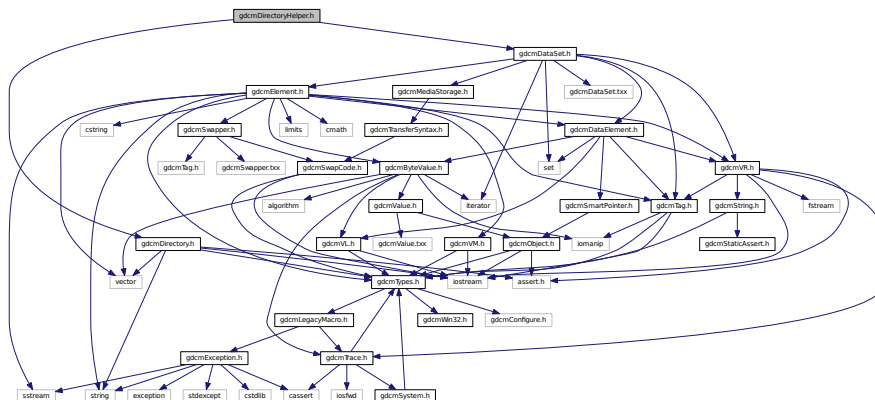 gdcmDirectoryHelper.h
gdcmDataSet.h
gdcmElement.h
gdcmMediaStorage.h
gdcmDataSet.txx
cstring
gdcmSwapper.h
limits
cmath
gdcmTransferSyntax.h
gdcmDataElement.h
gdcmTag.h
gdcmSwapper.txx
gdcmSwapCode.h
gdcmByteValue.h
set
gdcmVR.h
algorithm
gdcmValue.h
iterator
gdcmSmartPointer.h
gdcmTag.h
gdcmString.h
fstream
gdcmDirectory.h
gdcmVL.h
gdcmValue.txx
gdcmVM.h
gdcmObject.h
iomanip
gdcmStaticAssert.h
vector
gdcmTypes.h
iostream
assert.h
gdcmLegacyMacro.h
gdcmWin32.h
gdcmConfigure.h
gdcmException.h
gdcmTrace.h
sstream
string
exception
stdexcept
cstdlib
cassert
iosfwd
gdcmSystem.h